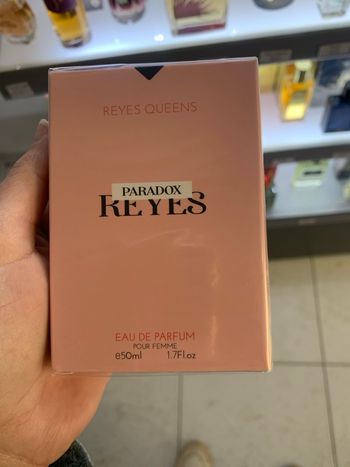 REYES QUEENS
PARADOX
REYES
EAU DE PARFUM
POUR FEMME
e50ml 1.7Fl.oz